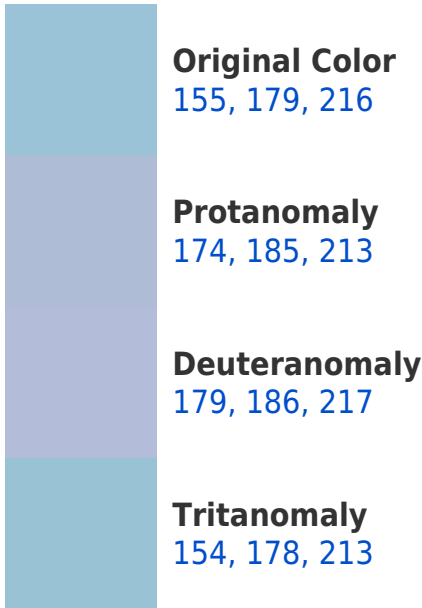 Original Color
155, 179, 216
Protanomaly
174, 185, 213
Deuteranomaly
179, 186, 217
Tritanomaly
154, 178, 213